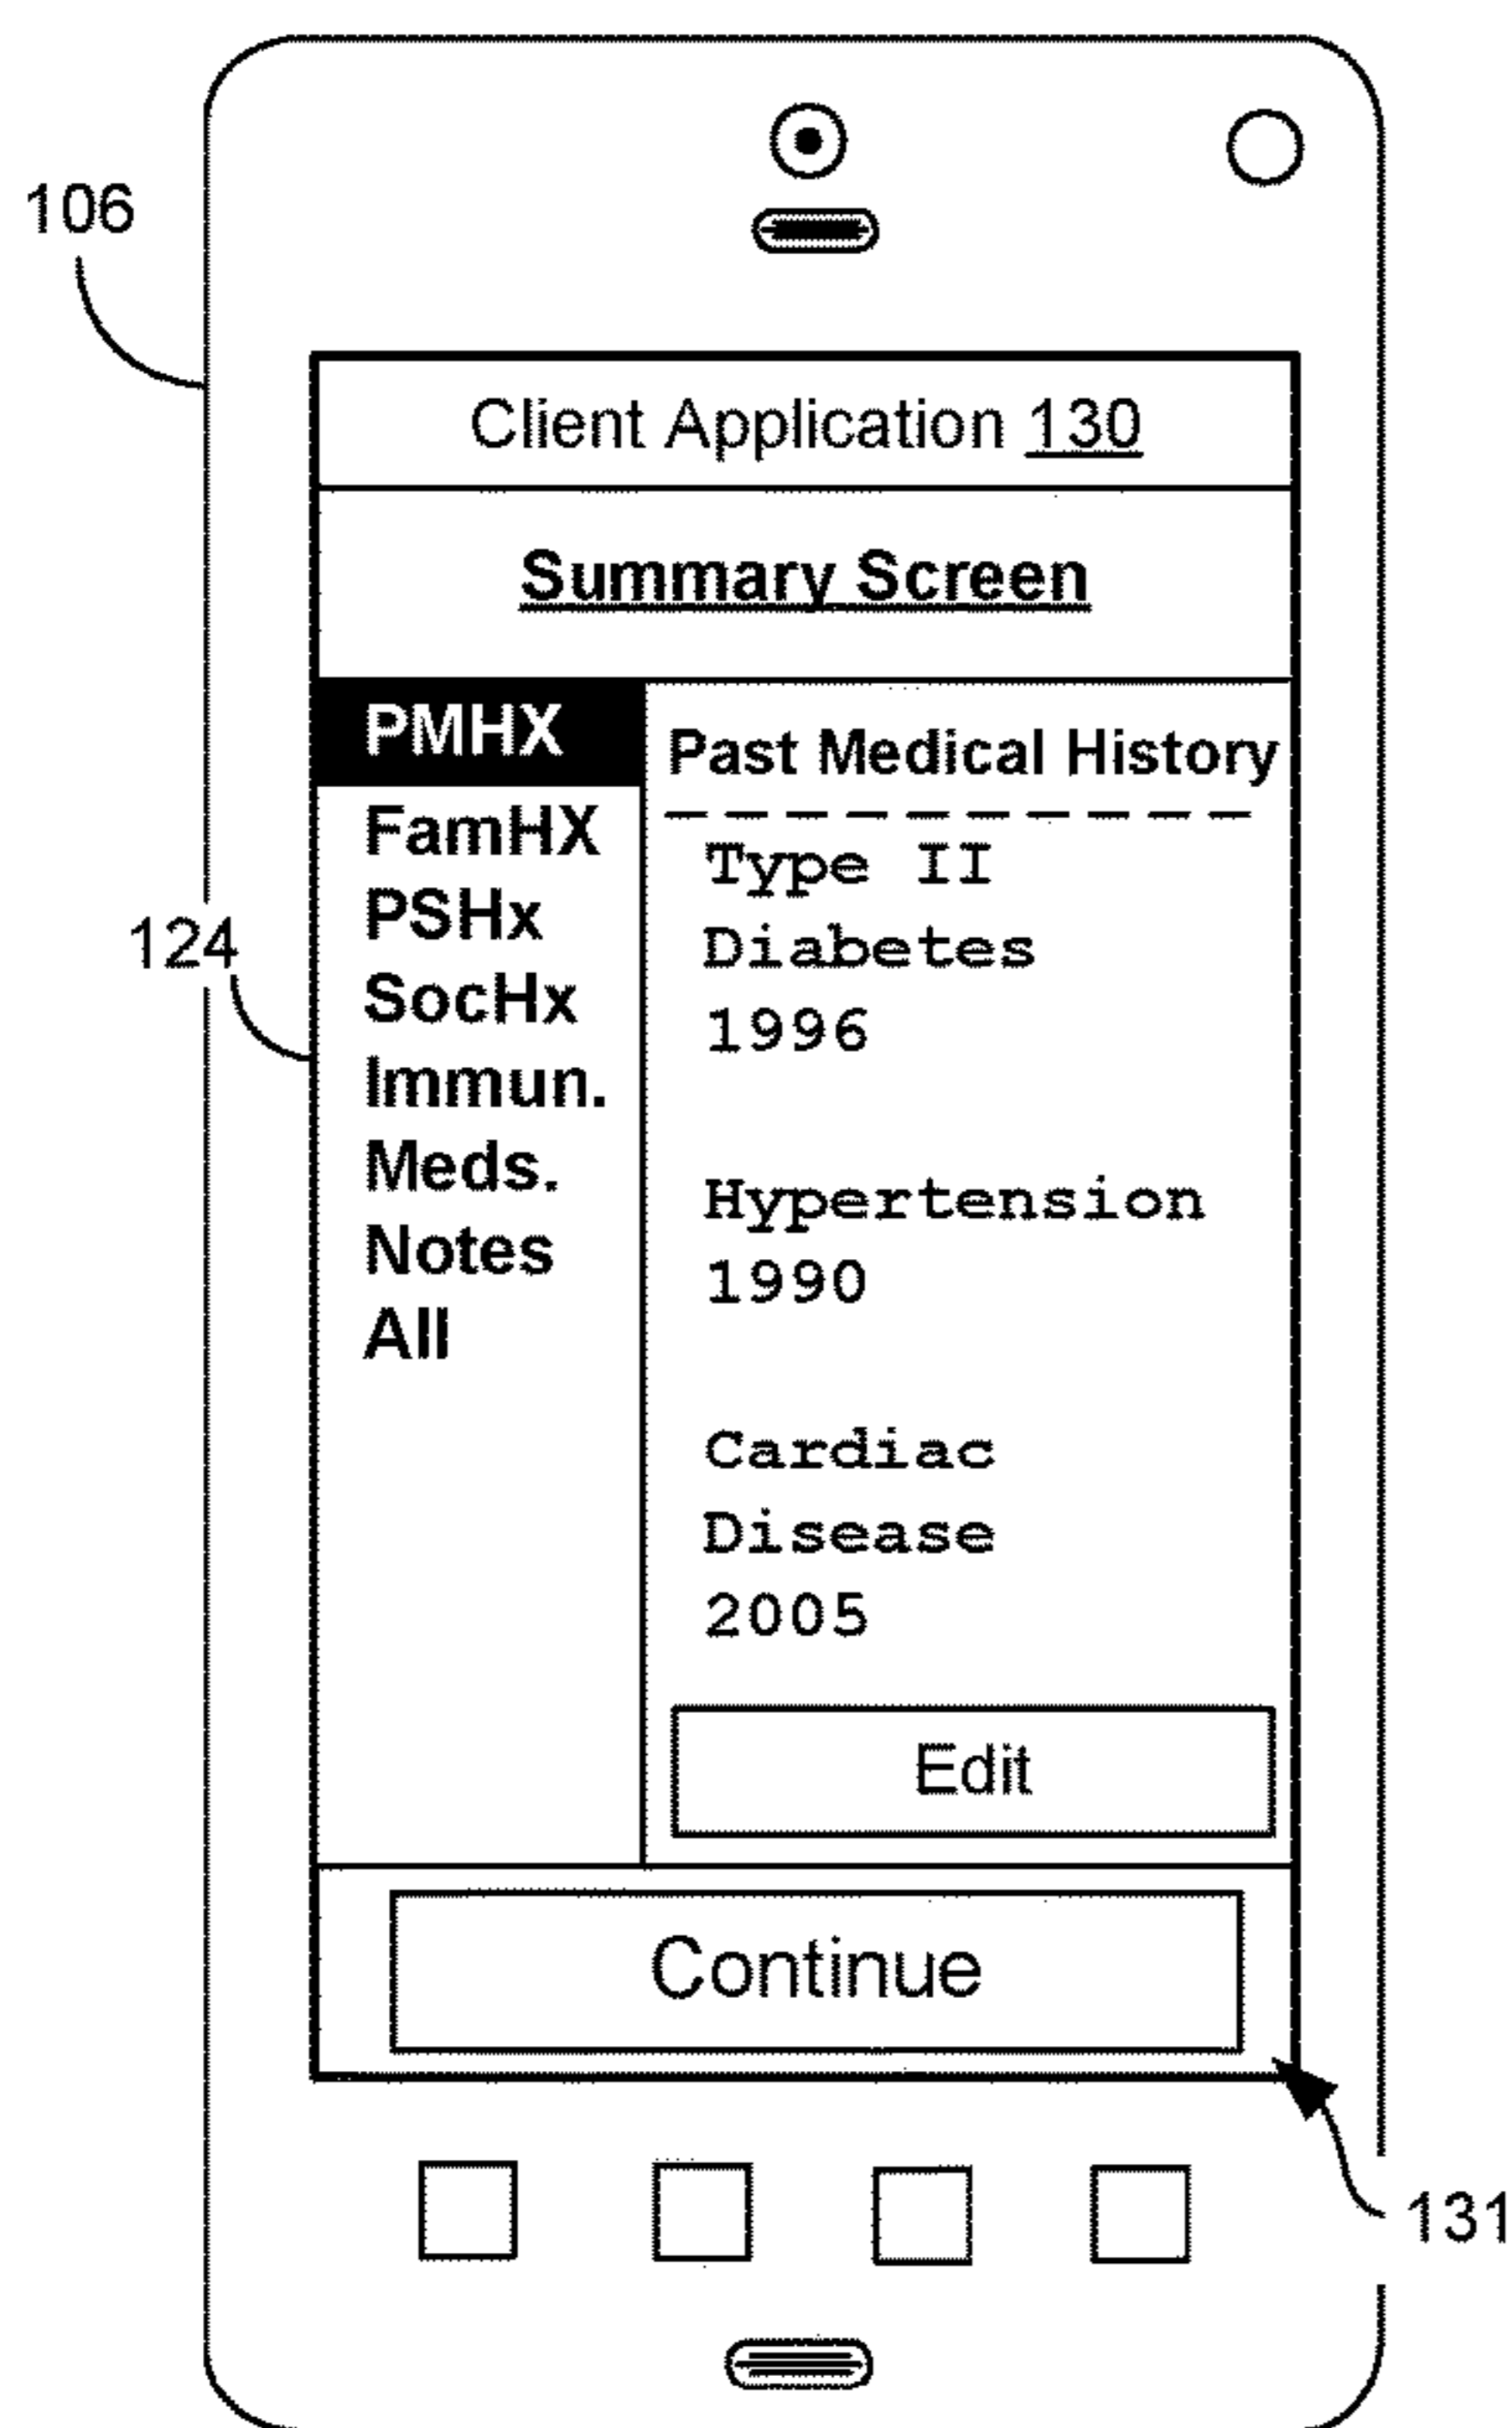 106
Client Application 130
Summary Screen
PMHX
FamHX
PSHx
SocHx
Immun.
Meds.
Notes
All
124
Past Medical History
Type II
Diabetes
1996
Hypertension
1990
Cardiac
Disease
2005
Edit
Continue
131